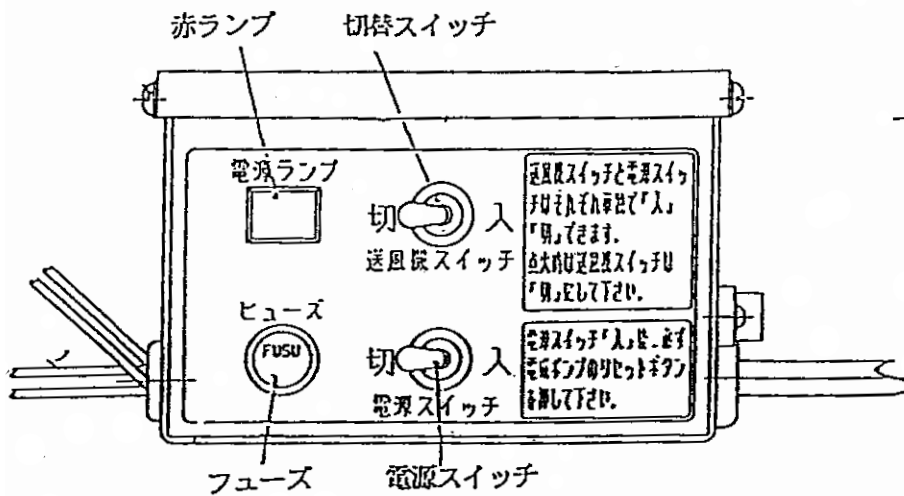 赤ランプ 切替スイッチ
電源ランプ
切 入
送風機スイッチ
送風機スイッチと電源スイッ
チはそれぞれ単独で「入」
「切」できます。
点火時は送風機スイッチは
「切」にして下さい。
ヒューズ
FUSU
切 入
電源スイッチ
電源スイッチ「入」後、必ず
電磁ポンプのリセットボタン
を押して下さい。
フューズ 電源スイッチ